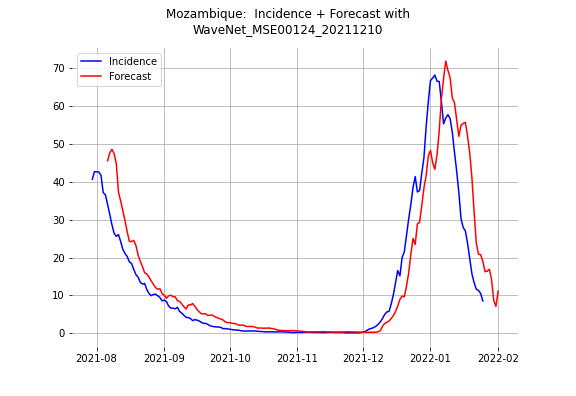 Mozambique:  Incidence + Forecast with
WaveNet_MSE00124_20211210
Incidence
Forecast
70
60
50
40
30
20
10
0
2021-08 2021-09 2021-10 2021-11 2021-12 2022-01 2022-02